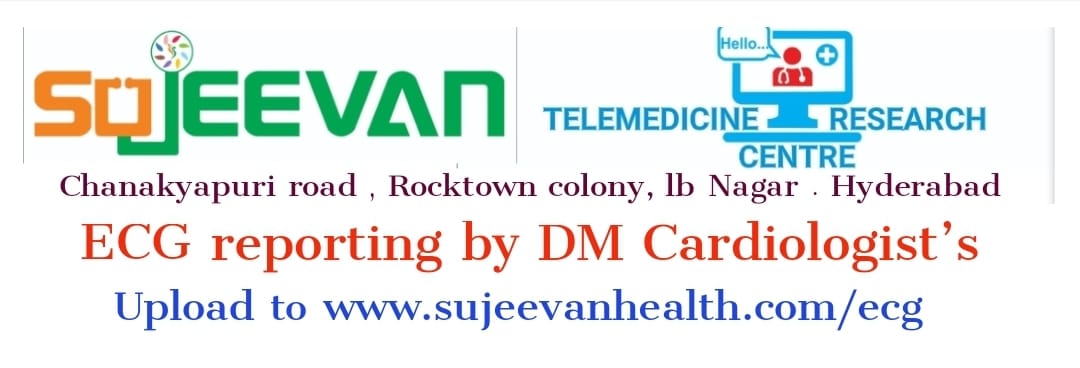 SUJEEVAN
Hello...
TELEMEDICINE RESEARCH
CENTRE
Chanakyapuri road , Rocktown colony, lb Nagar . Hyderabad
ECG reporting by DM Cardiologist’s
Upload to www.sujeevanhealth.com/ecg